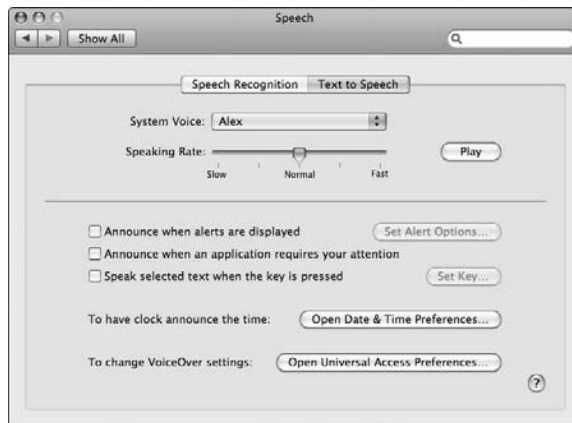 Speech
Show All
Speech Recognition Text to Speech
System Voice: Alex
Speaking Rate: Play
Slow Normal Fast
Announce when alerts are displayed Set Alert Options...
Announce when an application requires your attention
Speak selected text when the key is pressed Set Key...
To have clock announce the time: Open Date & Time Preferences...
To change VoiceOver settings: Open Universal Access Preferences...
?